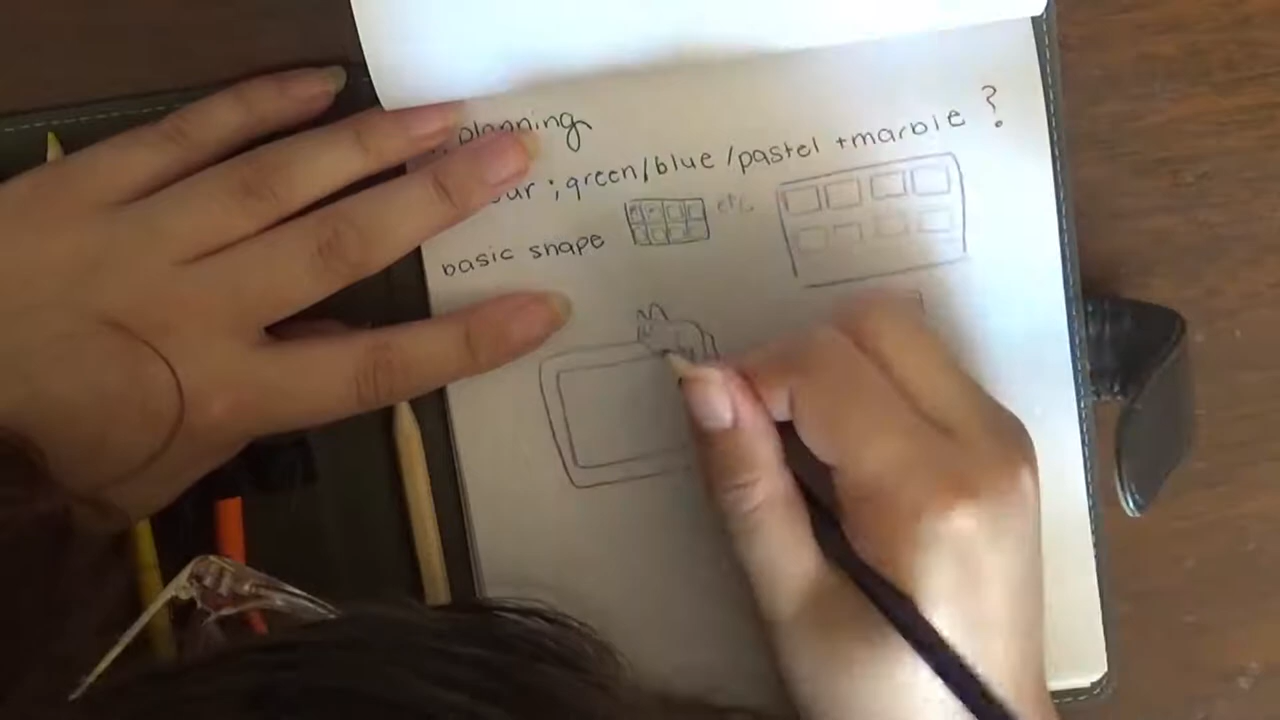 planning
; green/blue/pastel + marble ?
basic shape
etc